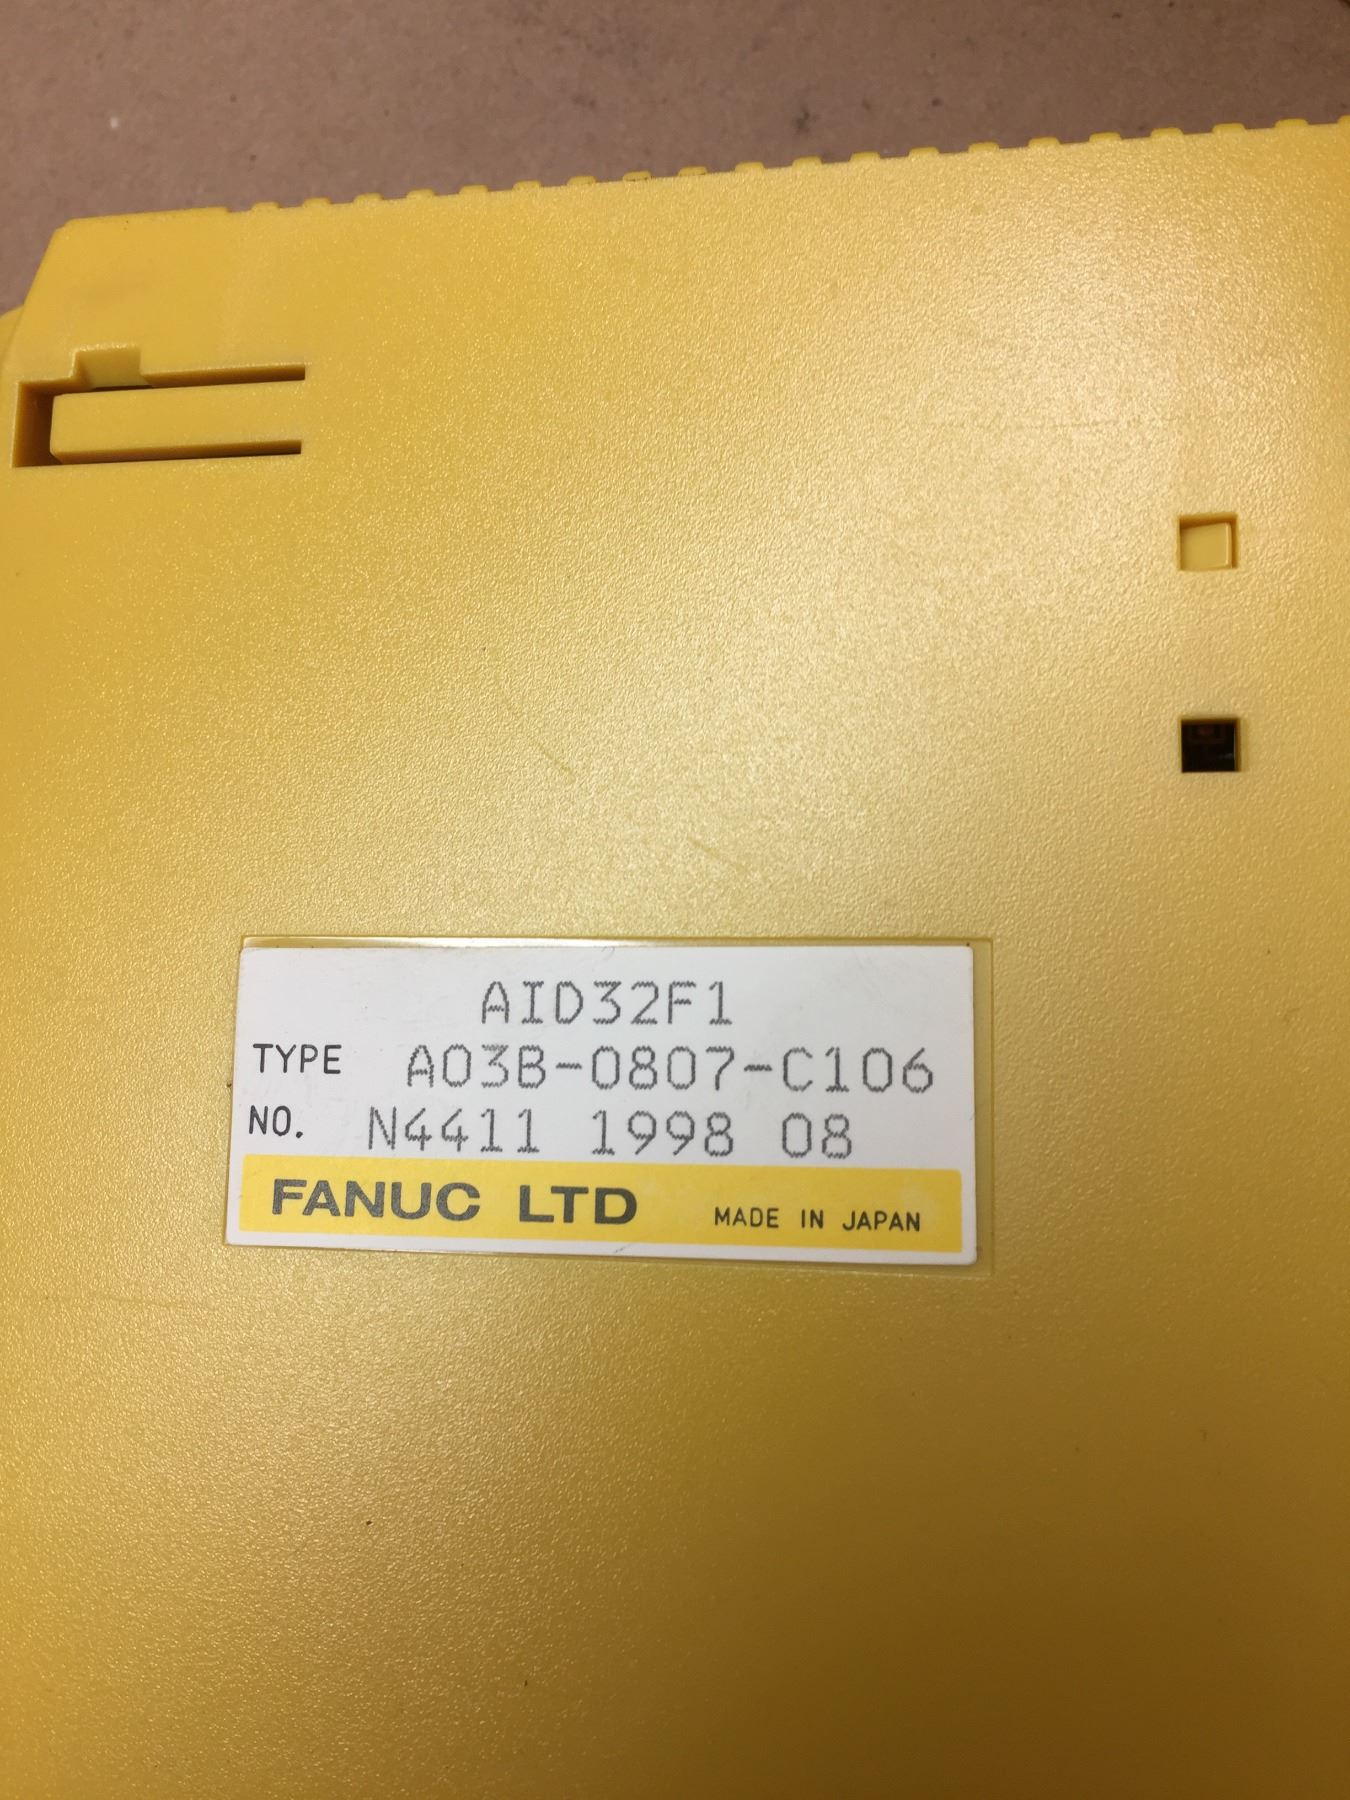 AID32F1
TYPE A03B-0807-C106
NO. N4411 1998 08
FANUC LTD MADE IN JAPAN